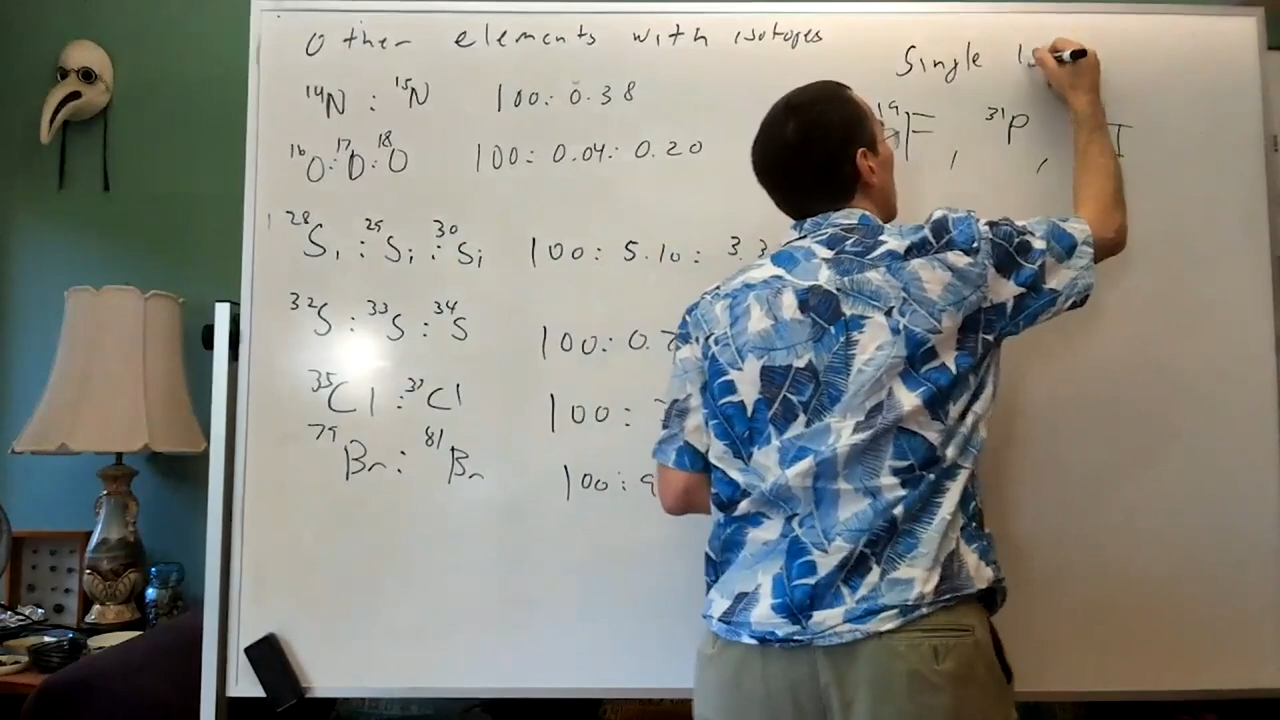 Other elements with isotopes
¹⁴N : ¹⁵N 100 : 0.38
¹⁶O : ¹⁷O : ¹⁸O 100 : 0.04 : 0.20
²⁸Si : ²⁵Si : ³⁰Si 100 : 5.10 : 3.3
³²S : ³³S : ³⁴S 100 : 0.7
³⁵Cl : ³⁷Cl 100 :
⁷⁹Br : ⁸¹Br 100 : 9
Single Is
¹⁹F, ³¹P, I